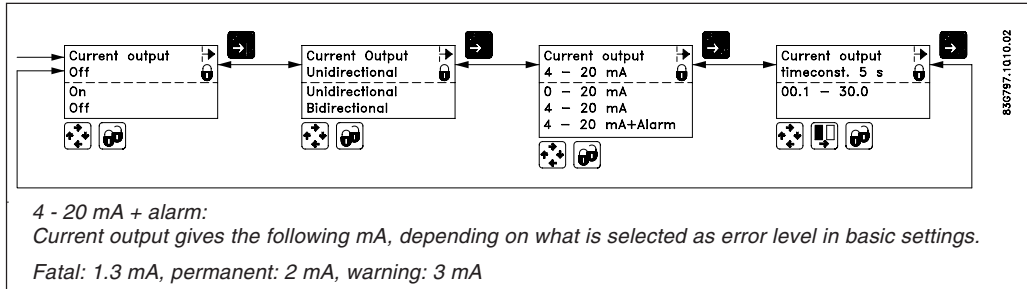 Current output
Off
On
Off
Current Output
Unidirectional
Unidirectional
Bidirectional
Current output
4 - 20 mA
0 - 20 mA
4 - 20 mA
4 - 20 mA+Alarm
Current output
timeconst. 5 s
00.1 - 30.0
83G797.1010.02
4 - 20 mA + alarm:
Current output gives the following mA, depending on what is selected as error level in basic settings.
Fatal: 1.3 mA, permanent: 2 mA, warning: 3 mA